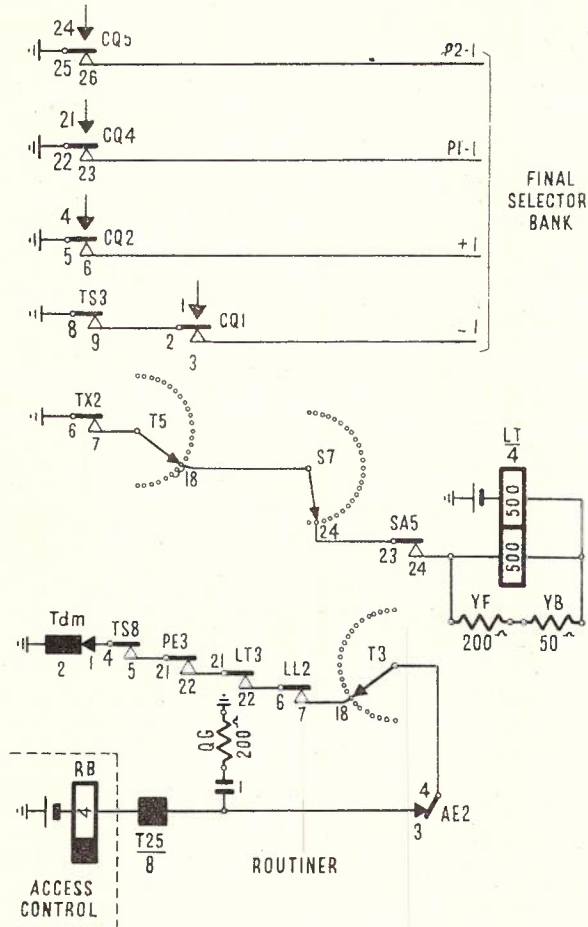 24
CQ5
25 26
P2-1
21
CQ4
22 23
P1-1
FINAL
SELECTOR
BANK
4
CQ2
5 6
+1
TS3
8 9
1
CQ1
2 3
-1
TX2
6 7
T5
18
S7
24
SA5
23 24
LT
4
500
500
YF
200
YB
50
Tdm
2 1
TS8
4 5
PE3
21 22
LT3
21 22
LL2
6 7
T3
18
QG
200
1
RB
4
T25
8
4
AE2
3
ROUTINER
ACCESS
CONTROL